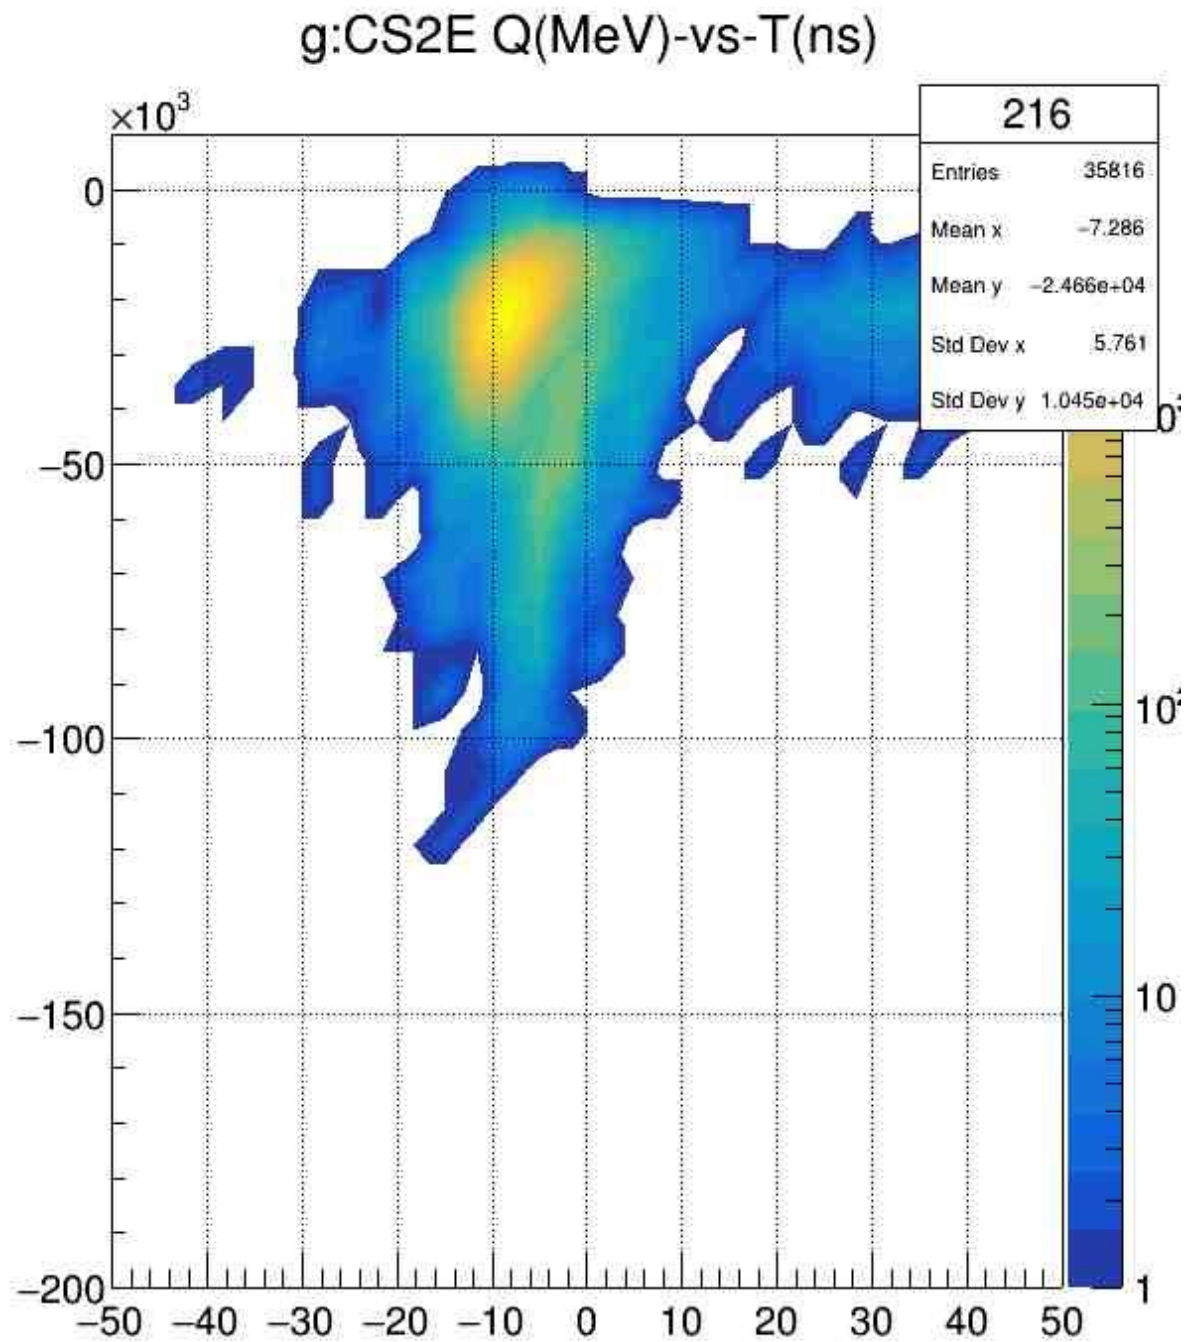 g:CS2E Q(MeV)-vs-T(ns)
×10³
216
Entries 35816
Mean x −7.286
Mean y −2.466e+04
Std Dev x 5.761
Std Dev y 1.045e+04
0
−50
−100
−150
−200
10²
10
1
−50 −40 −30 −20 −10 0 10 20 30 40 50